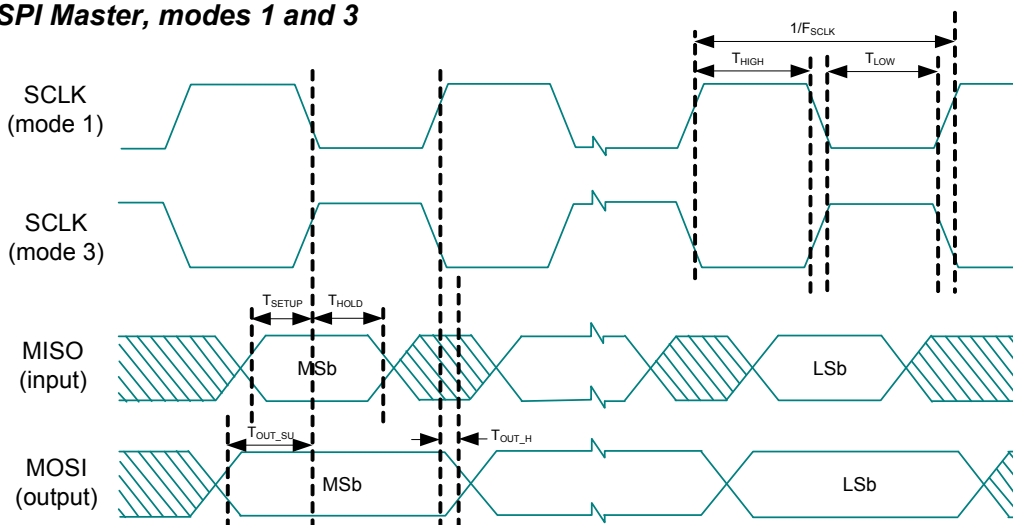 SPI Master, modes 1 and 3
1/FSCLK
THIGH
TLOW
SCLK
(mode 1)
SCLK
(mode 3)
TSETUP
THOLD
MISO
(input)
MSb
LSb
TOUT_SU
TOUT_H
MOSI
(output)
MSb
LSb